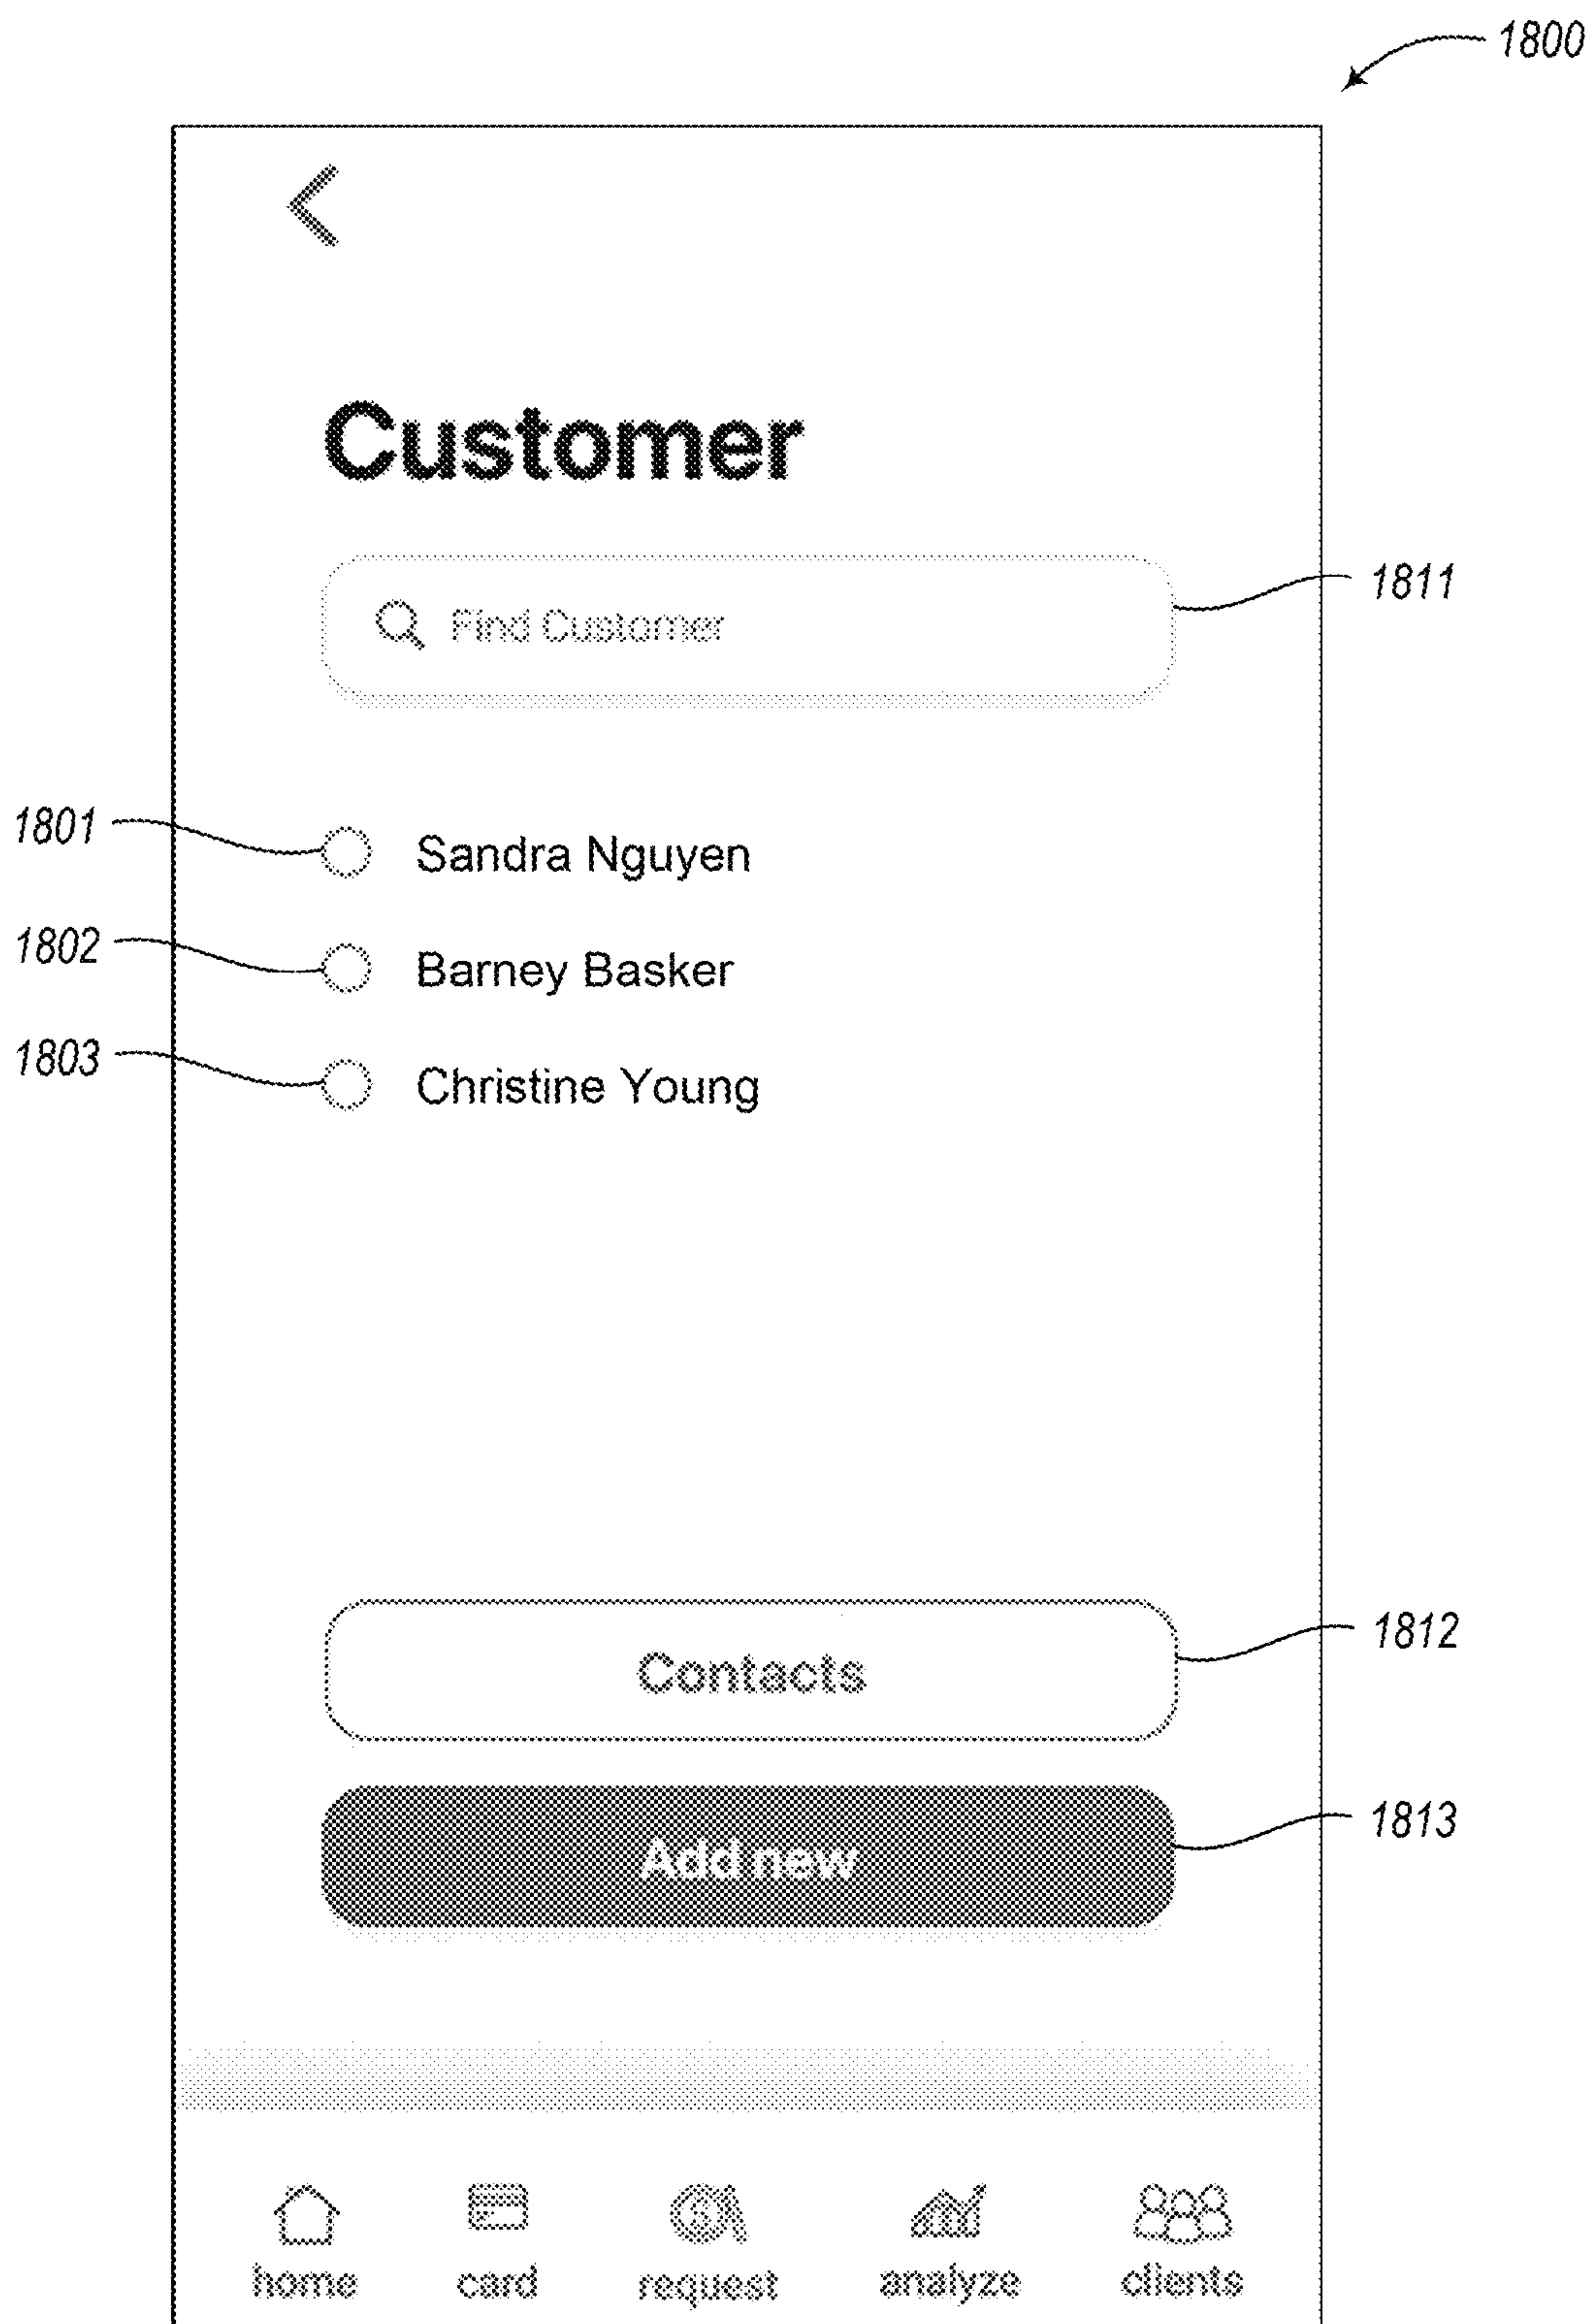 1800
Customer
Find Customer
1811
1801
Sandra Nguyen
1802
Barney Basker
1803
Christine Young
Contacts
1812
Add new
1813
home card request analyze clients